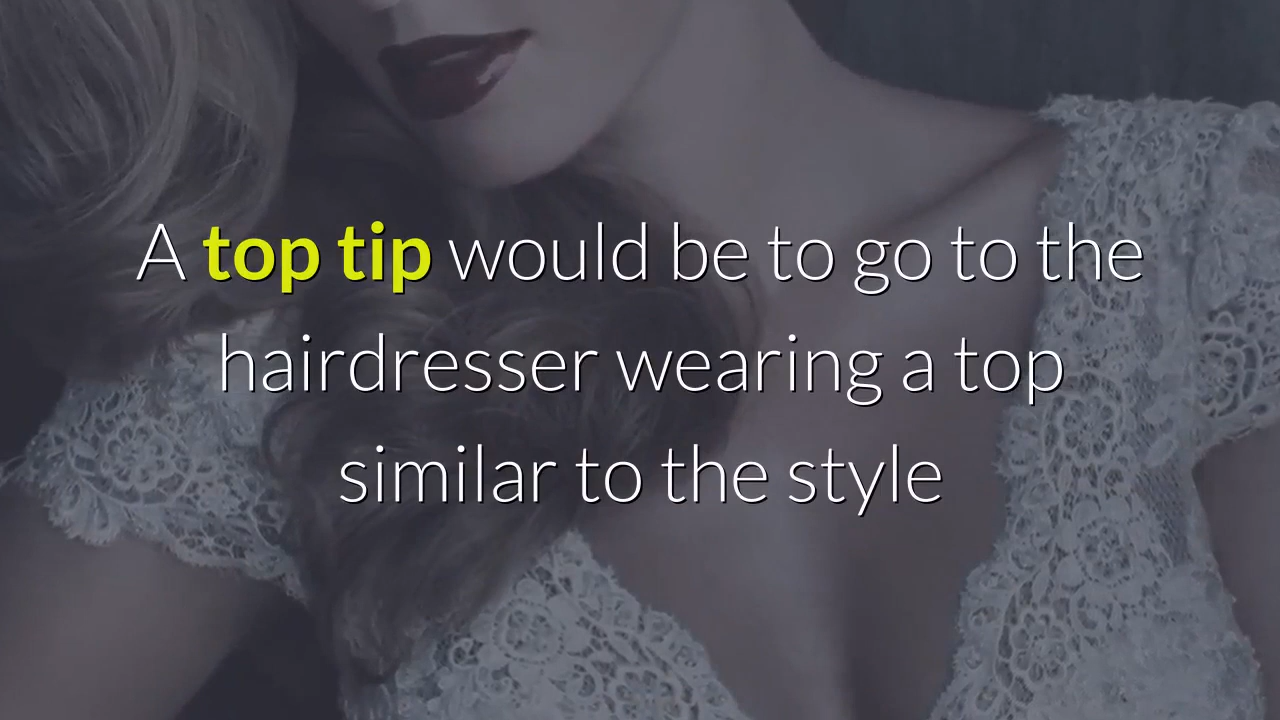 A top tip would be to go to the
hairdresser wearing a top
similar to the style